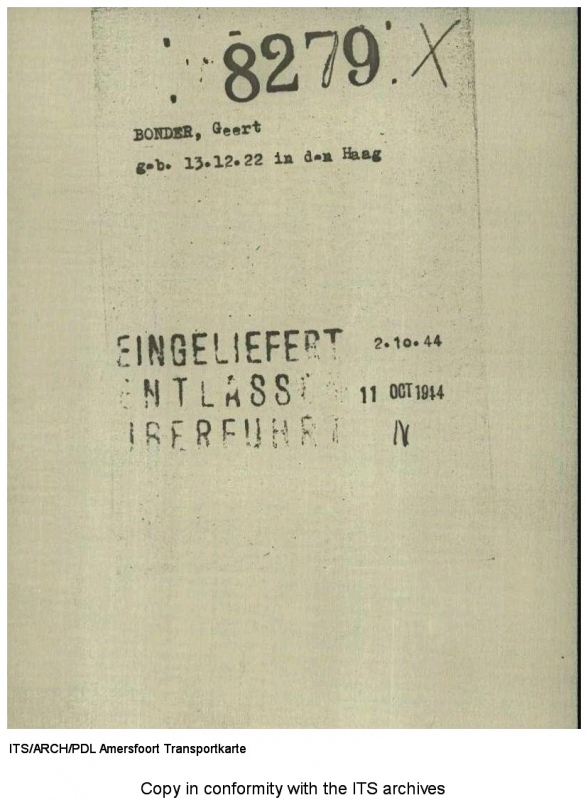 8279. X
BONDER, Geert
geb. 13.12.22 in den Haag
EINGELIEFERT 2.10.44
ENTLASSEN 11 OCT 1944
ÜBERFÜHRT N
ITS/ARCH/PDL Amersfoort Transportkarte
Copy in conformity with the ITS archives